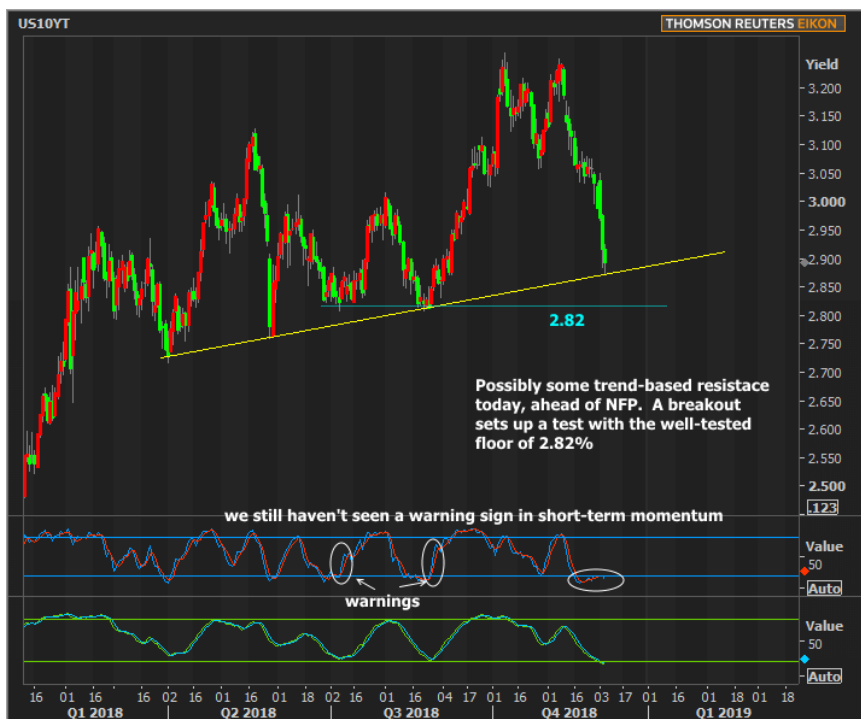 US10YT
THOMSON REUTERS EIKON
Yield
3.200
3.150
3.100
3.050
3.000
2.950
2.900
2.850
2.800
2.750
2.700
2.650
2.600
2.550
2.500
.123
2.82
Possibly some trend-based resistace
today, ahead of NFP. A breakout
sets up a test with the well-tested
floor of 2.82%
we still haven't seen a warning sign in short-term momentum
Value
50
Auto
warnings
Value
50
Auto
16 01 16 16 02 16 01 18 02 16 01 16 04 17 01 16 01 16 03 17 01 16 01 18
Q1 2018 Q2 2018 Q3 2018 Q4 2018 Q1 2019